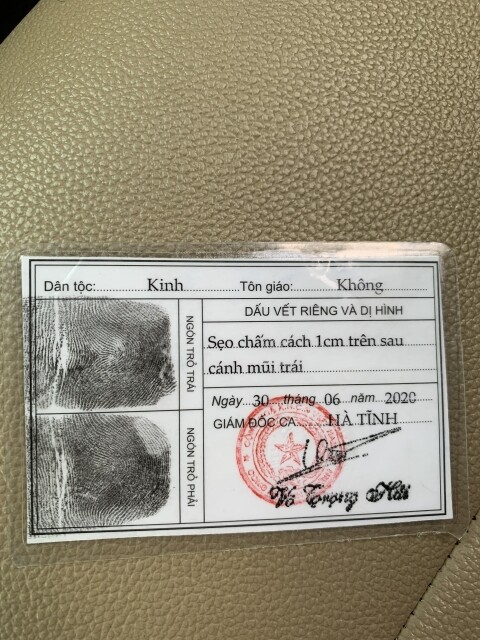 Dân tộc: Kinh Tôn giáo: Không
NGÓN TRỎ TRÁI
DẤU VẾT RIÊNG VÀ DỊ HÌNH
Sẹo chấm cách 1cm trên sau
cánh mũi trái
NGÓN TRỎ PHẢI
Ngày 30 tháng 06 năm 2020
GIÁM ĐỐC CA HÀ TĨNH
Võ Trọng Hải